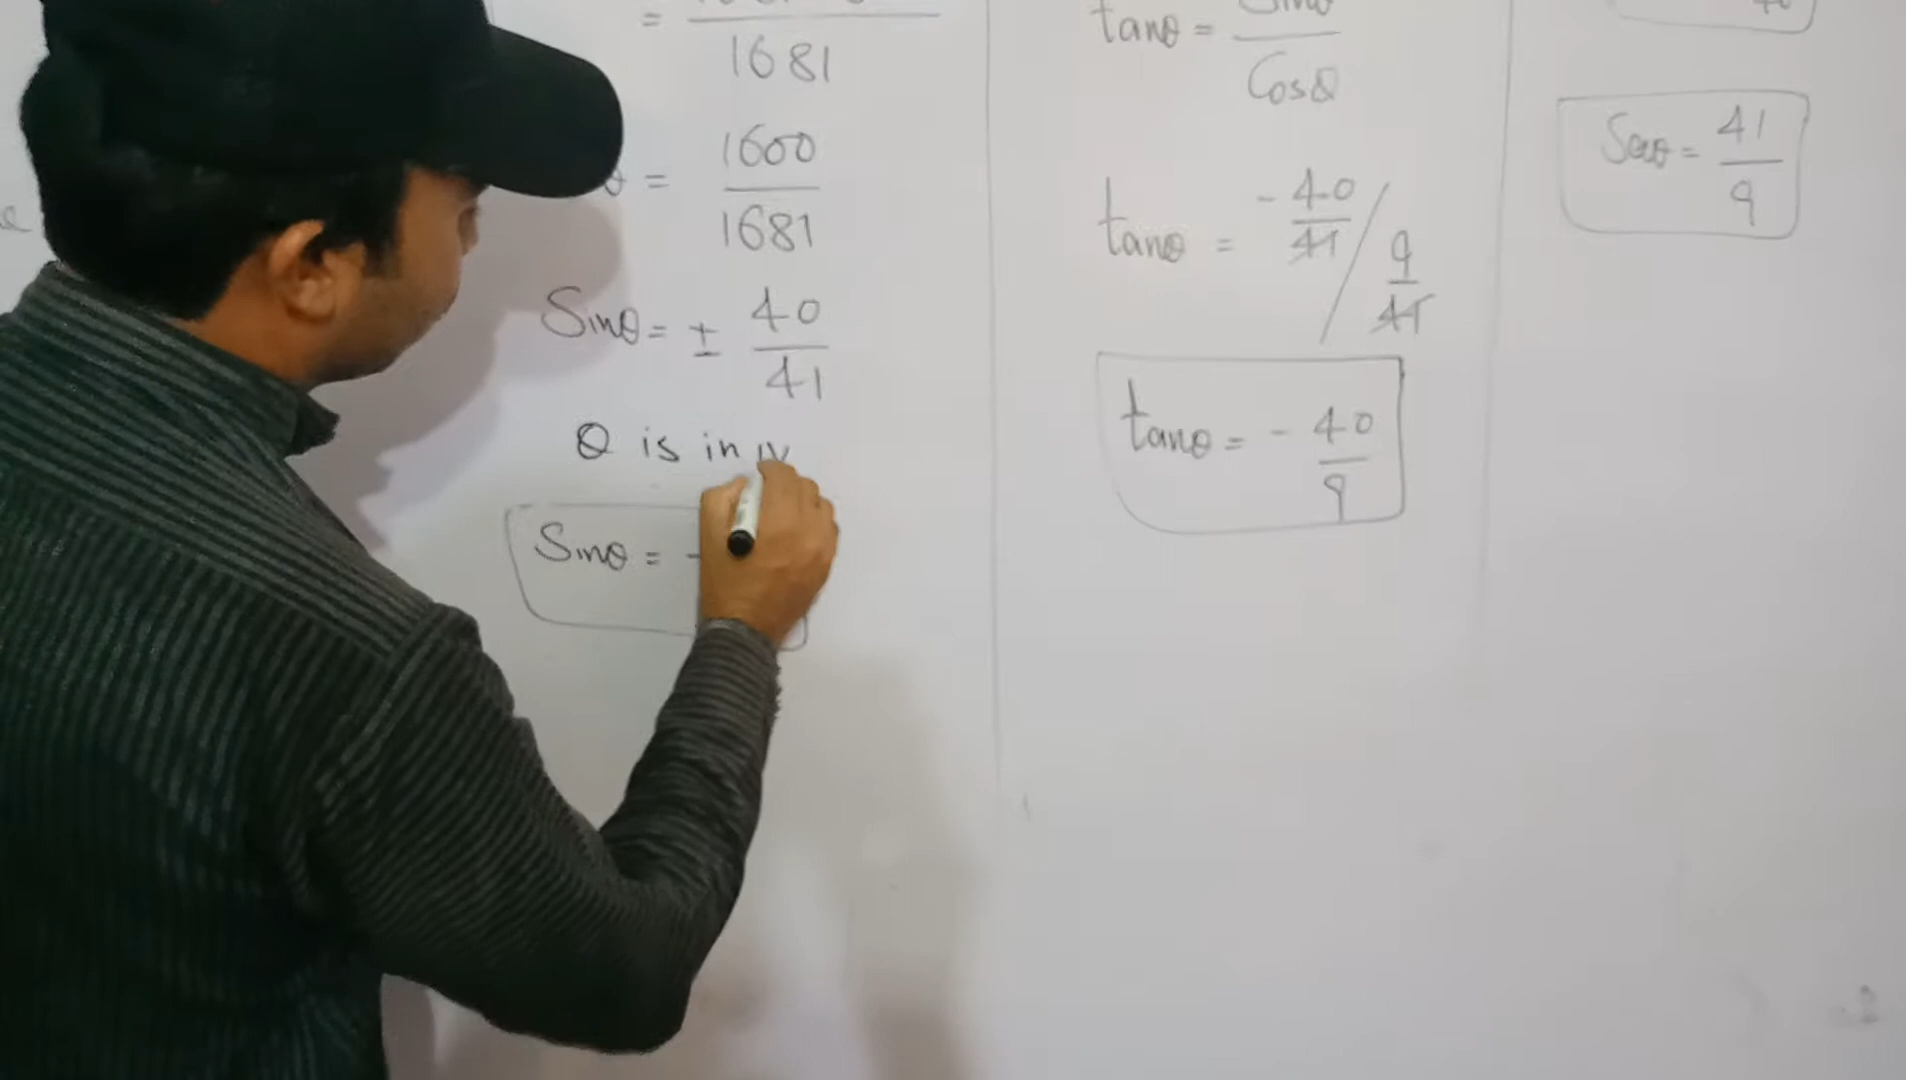 =
1681
θ = 1600
1681
Sinθ = ± 40
41
θ is in IV
Sinθ = -
tanθ = Sinθ
Cosθ
tanθ = -40/41 / 9/41
tanθ = - 40
9
40
Secθ = 41
9